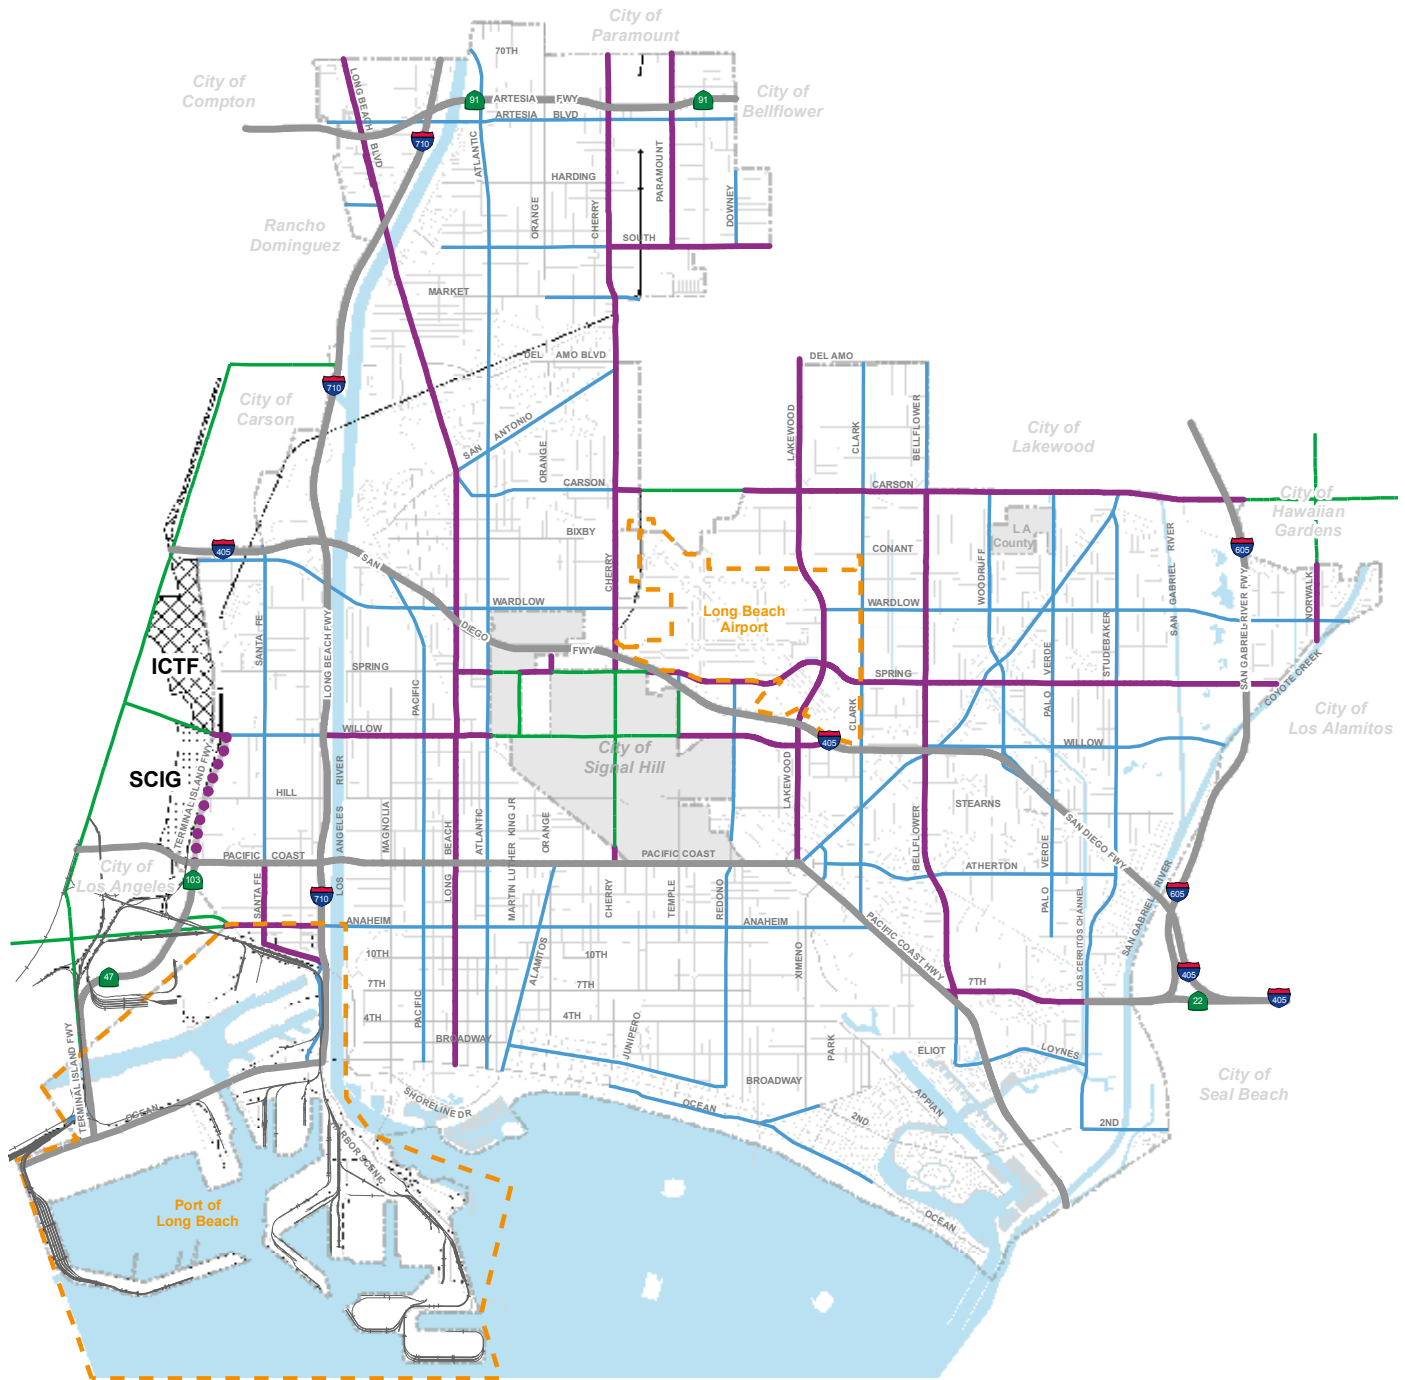 City of
Paramount
70TH
City of
Compton
City of
Bellflower
91
ARTESIA FWY
91
ARTESIA BLVD
LONG BEACH BLVD
710
ATLANTIC
HARDING
PARAMOUNT
ORANGE
CHERRY
DOWNEY
Rancho
Dominguez
SOUTH
MARKET
DEL AMO BLVD
DEL AMO
710
City of
Carson
SAN ANTONIO
ORANGE
LAKEWOOD
CLARK
BELLFLOWER
City of
Lakewood
CARSON
CARSON
City of
Hawaiian
Gardens
BIXBY
L A
County
405
SAN
DIEGO
FWY
CONANT
605
CHERRY
WOODRUFF
SAN GABRIEL RIVER
WARDLOW
WARDLOW
NORWALK
Long Beach
Airport
SANTA FE
LONG BEACH FWY
SAN GABRIEL RIVER FWY
STUDEBAKER
PALO VERDE
ICTF
SPRING
SPRING
COYOTE CREEK
PACIFIC
CLARK
City of
Los Alamitos
WILLOW
405
WILLOW
City of
Signal Hill
TERMINAL ISLAND FWY
SCIG
HILL
LOS ANGELES RIVER
MAGNOLIA
LONG BEACH
ATLANTIC
MARTIN LUTHER KING JR
ORANGE
LAKEWOOD
STEARNS
BELLFLOWER
SAN DIEGO FWY
PACIFIC COAST
PACIFIC COAST
ATHERTON
City of
Los Angeles
103
SANTA FE
710
CHERRY
TEMPLE
REDONO
PALO VERDE
605
ANAHEIM
ANAHEIM
PACIFIC COAST HWY
LOS CERRITOS CHANNEL
SAN GABRIEL RIVER
10TH
ALAMITOS
10TH
XIMENO
47
7TH
7TH
7TH
405
22
405
PACIFIC
4TH
4TH
TERMINAL ISLAND FWY
BROADWAY
JUNIPERO
PARK
ELIOT
LOYNES
BROADWAY
City of
Seal Beach
OCEAN
SHORELINE DR
OCEAN
2ND
APPIAN
2ND
HARBOR SCENIC
Port of
Long Beach
OCEAN